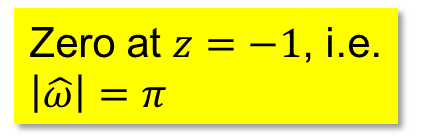 Zero at 𝑧 = −1, i.e.
|𝜔̂| = 𝜋